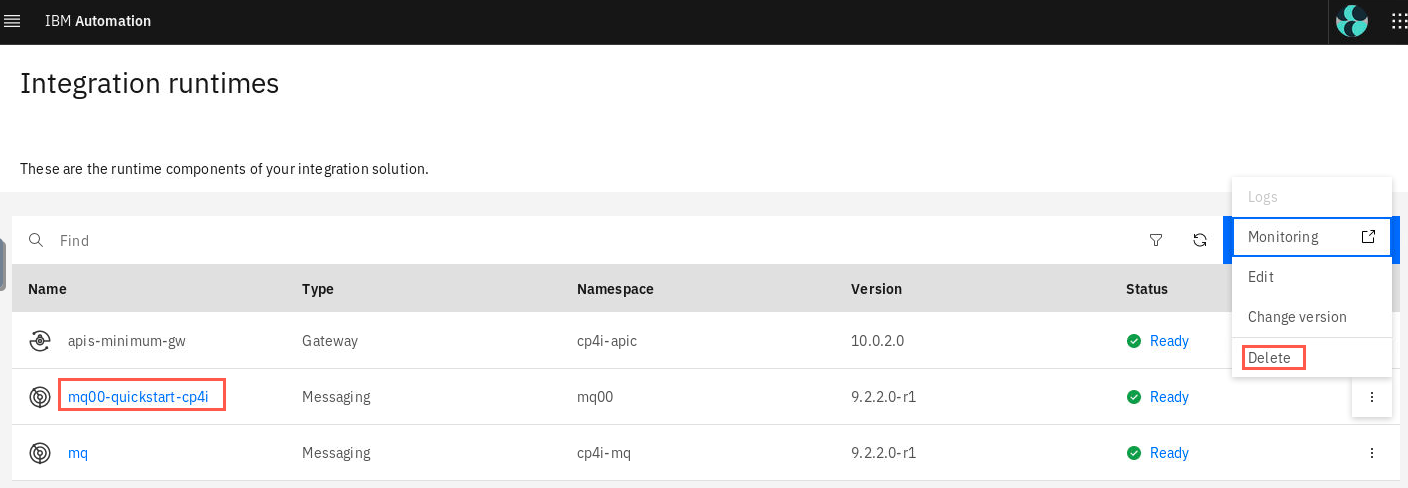 IBM Automation
Integration runtimes
These are the runtime components of your integration solution.
Logs
Find
Monitoring
Edit
Name Type Namespace Version Status
Change version
apis-minimum-gw Gateway cp4i-apic 10.0.2.0 Ready
Delete
mq00-quickstart-cp4i Messaging mq00 9.2.2.0-r1 Ready
mq Messaging cp4i-mq 9.2.2.0-r1 Ready